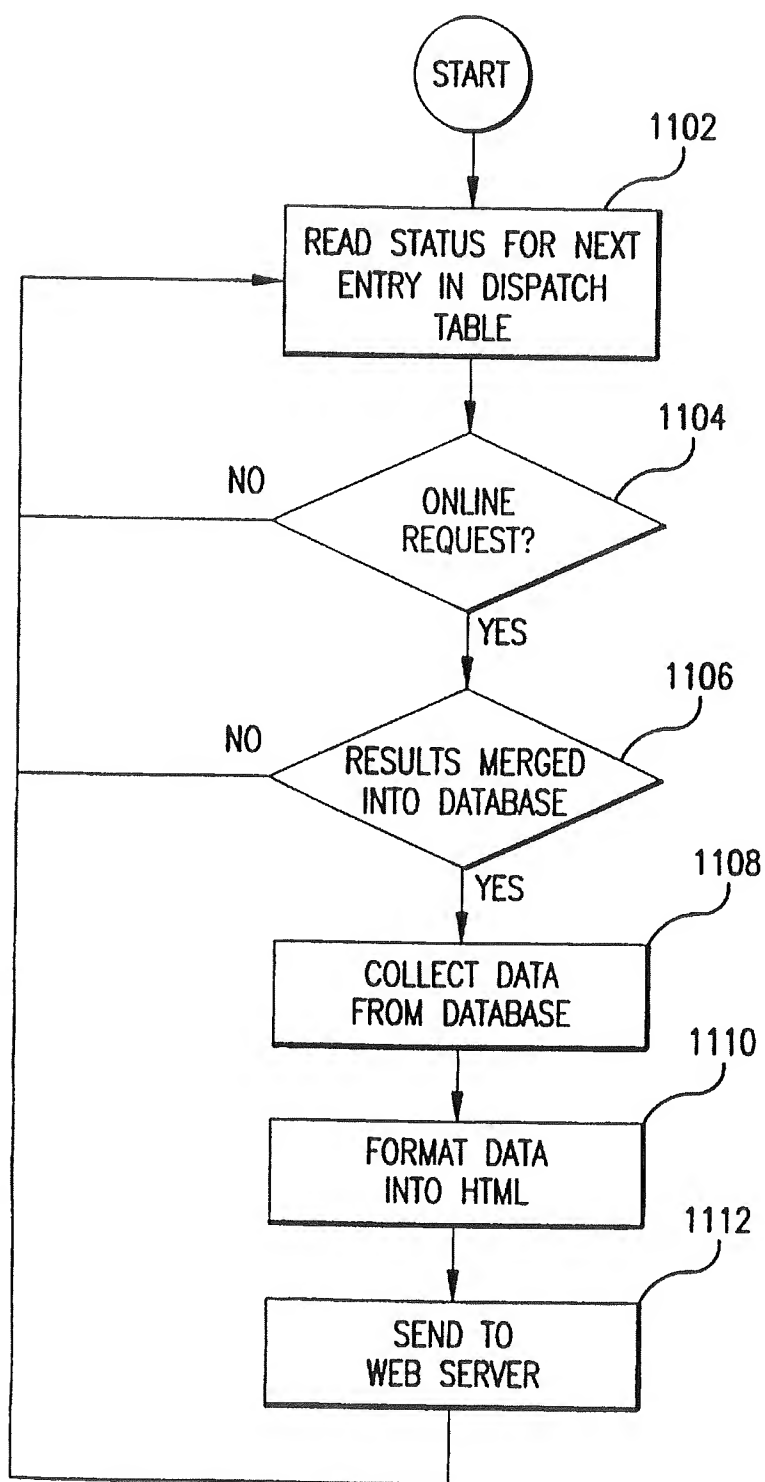 START
1102
READ STATUS FOR NEXT
ENTRY IN DISPATCH
TABLE
1104
NO
ONLINE
REQUEST?
YES
1106
NO
RESULTS MERGED
INTO DATABASE
YES
1108
COLLECT DATA
FROM DATABASE
1110
FORMAT DATA
INTO HTML
1112
SEND TO
WEB SERVER